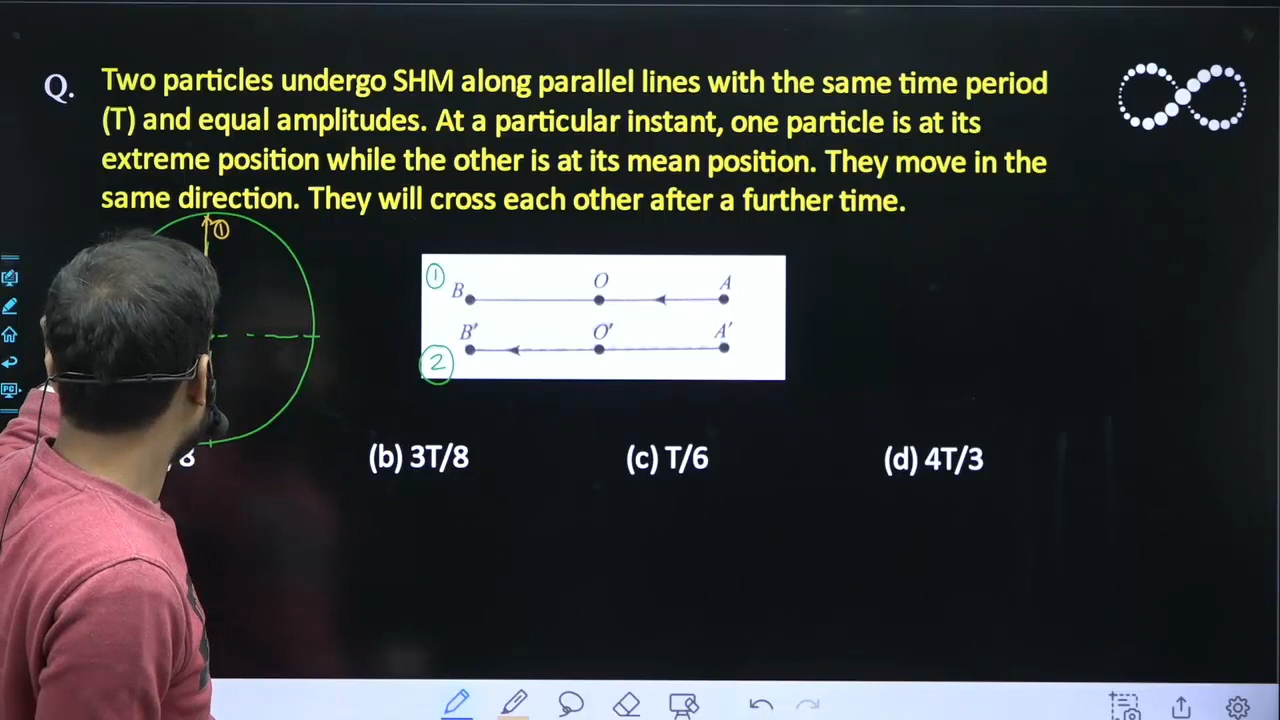 Q. Two particles undergo SHM along parallel lines with the same time period
(T) and equal amplitudes. At a particular instant, one particle is at its
extreme position while the other is at its mean position. They move in the
same direction. They will cross each other after a further time.
①
① B O A
B' O' A'
②
8 (b) 3T/8 (c) T/6 (d) 4T/3
PC